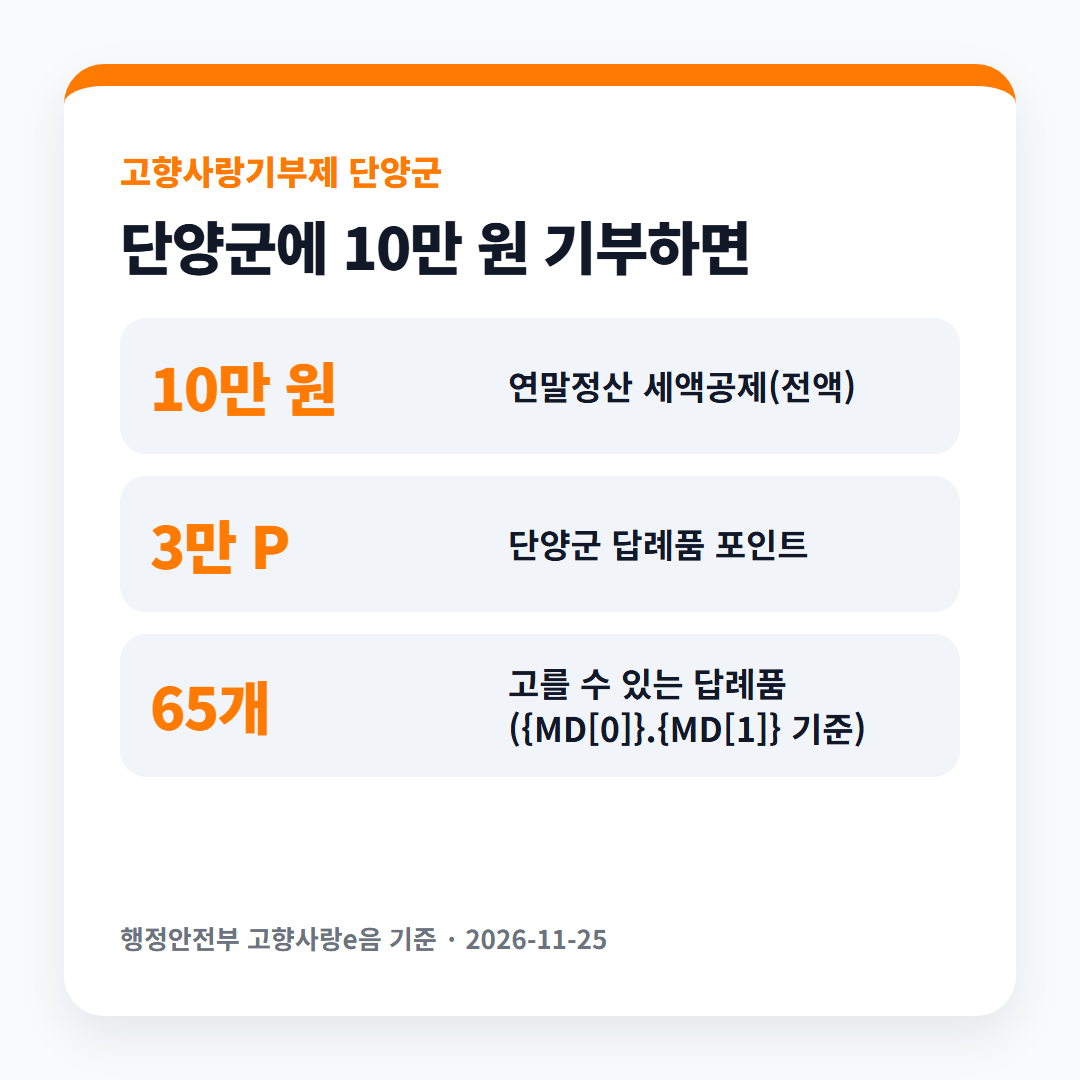 고향사랑기부제 단양군
단양군에 10만 원 기부하면
10만 원
연말정산 세액공제(전액)
3만 P
단양군 답례품 포인트
65개
고를 수 있는 답례품
({MD[0]}.{MD[1]} 기준)
행정안전부 고향사랑e음 기준 · 2026-11-25